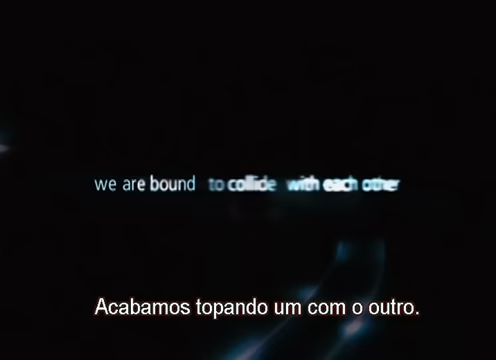 we are bound to collide with each other
Acabamos topando um com o outro.